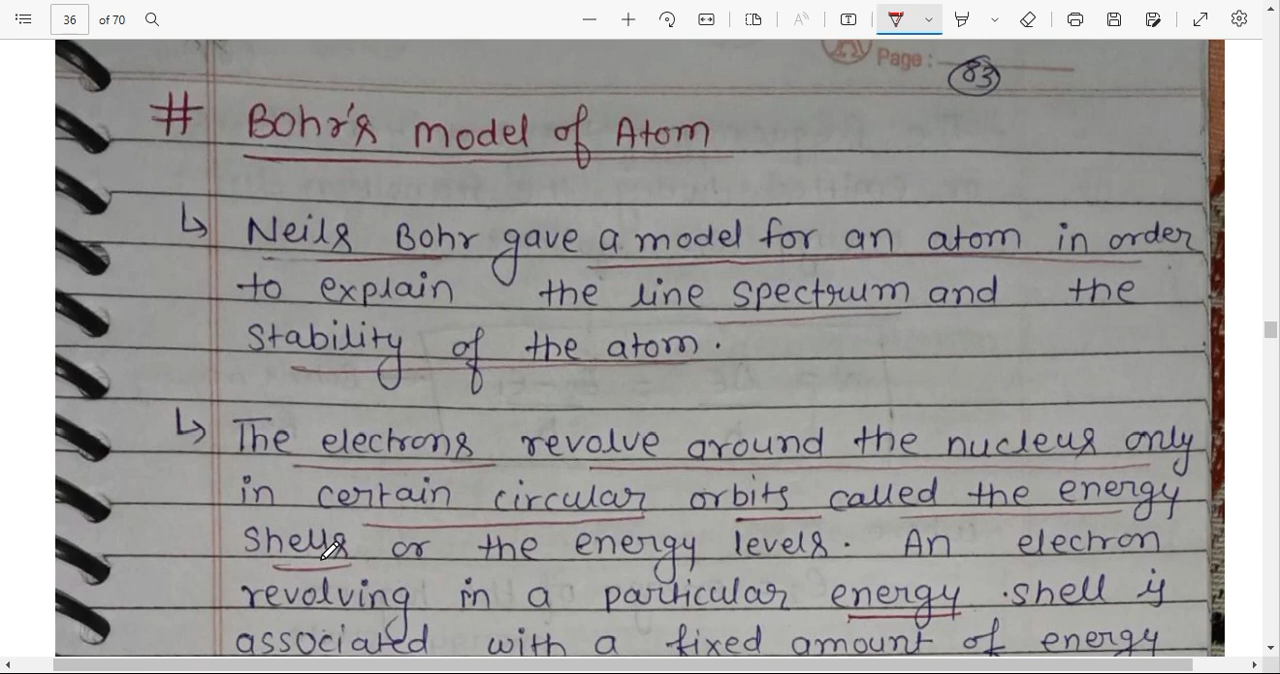 36 of 70
Page: 83
# Bohr's model of Atom
↳ Neils Bohr gave a model for an atom in order
to explain the line spectrum and the
stability of the atom.
↳ The electrons revolve around the nucleus only
in certain circular orbits called the energy
shells or the energy levels. An electron
revolving in a particular energy shell is
associated with a fixed amount of energy